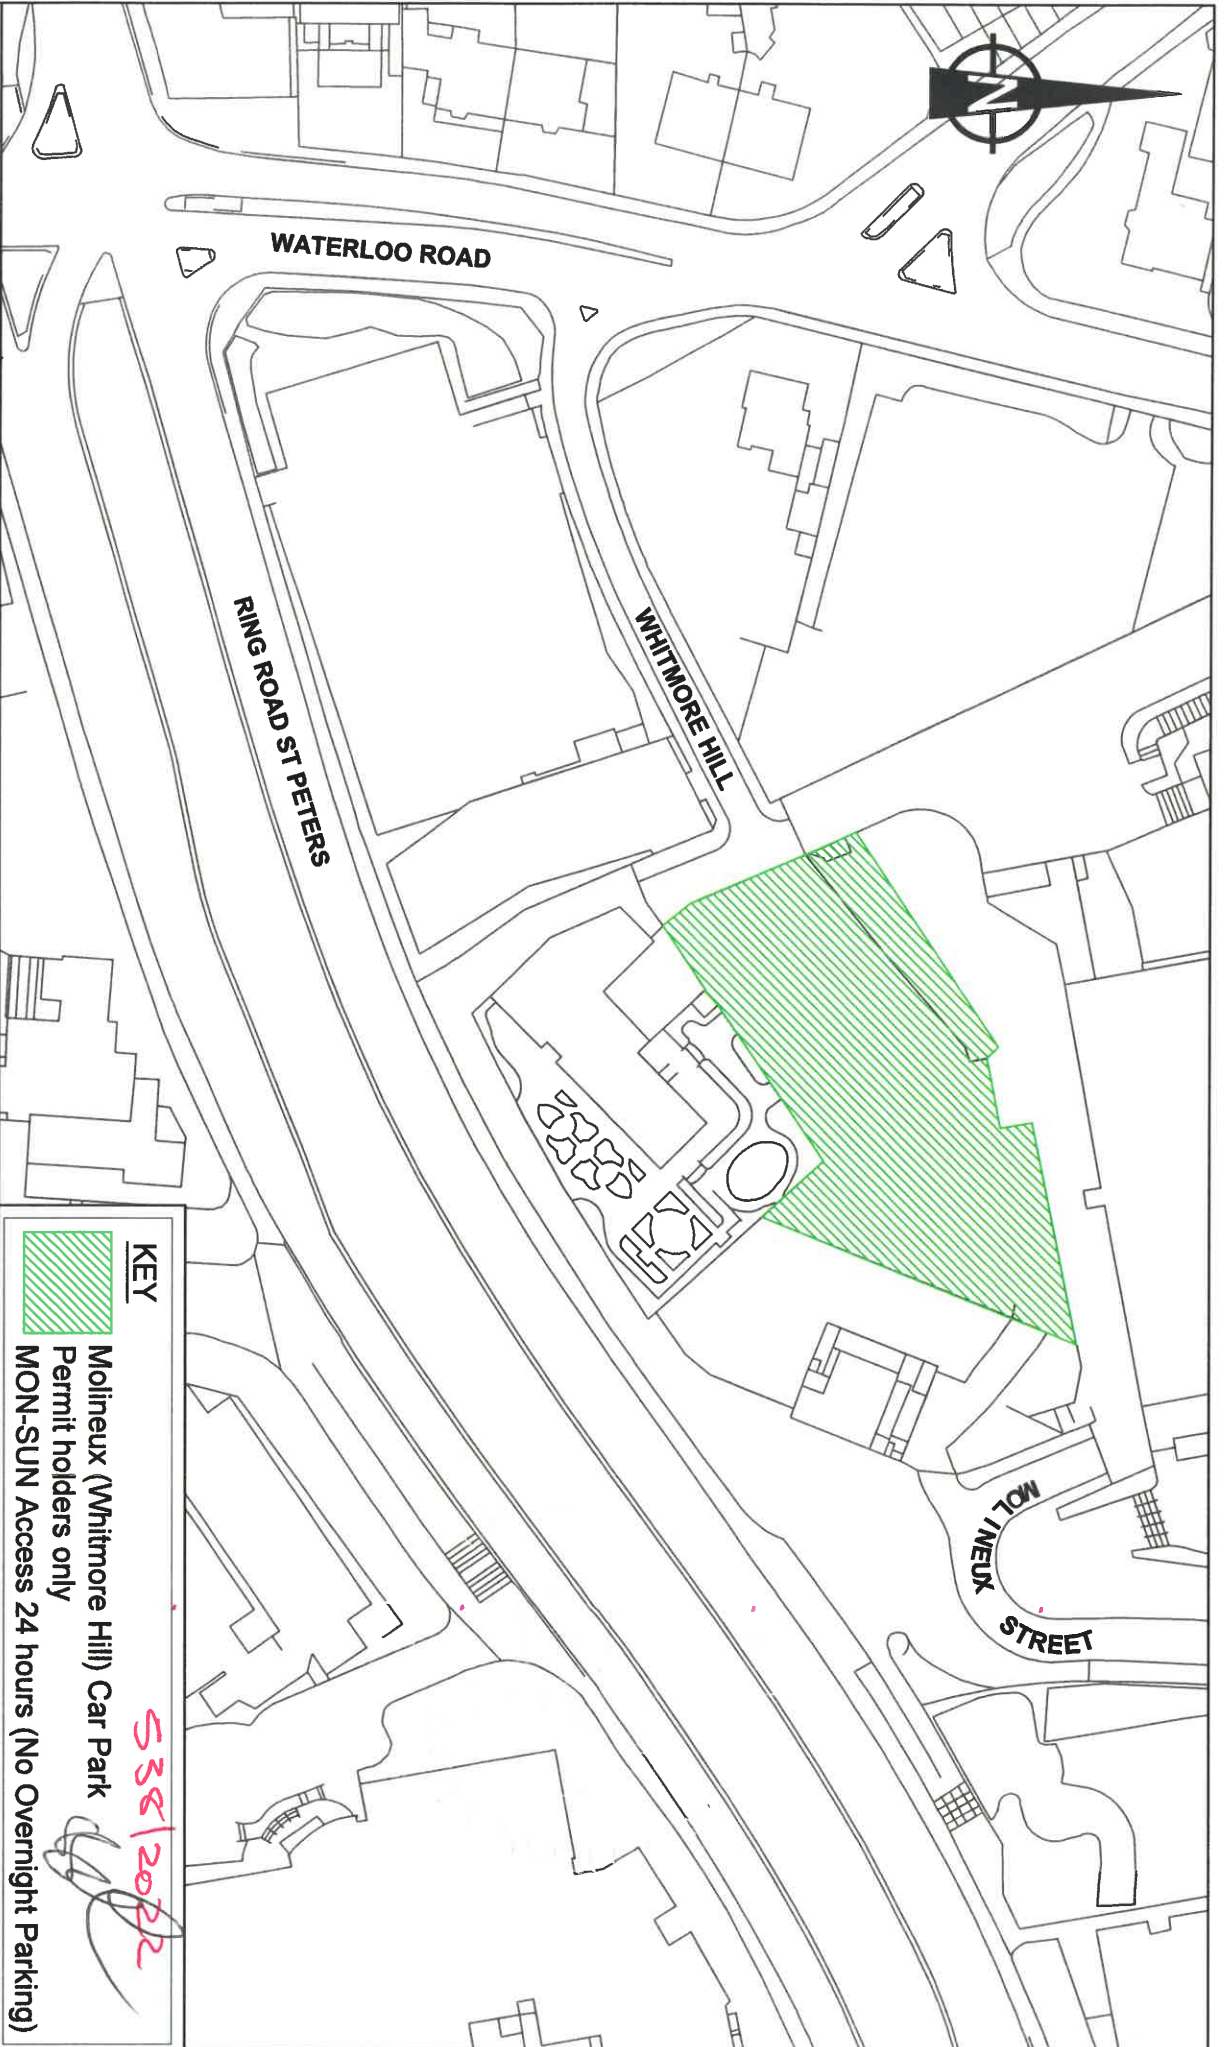 N
WATERLOO ROAD
WHITMORE HILL
RING ROAD ST PETERS
MOLINEUX STREET
KEY
538/2022
Molineux (Whitmore Hill) Car Park
Permit holders only
MON-SUN Access 24 hours (No Overnight Parking)